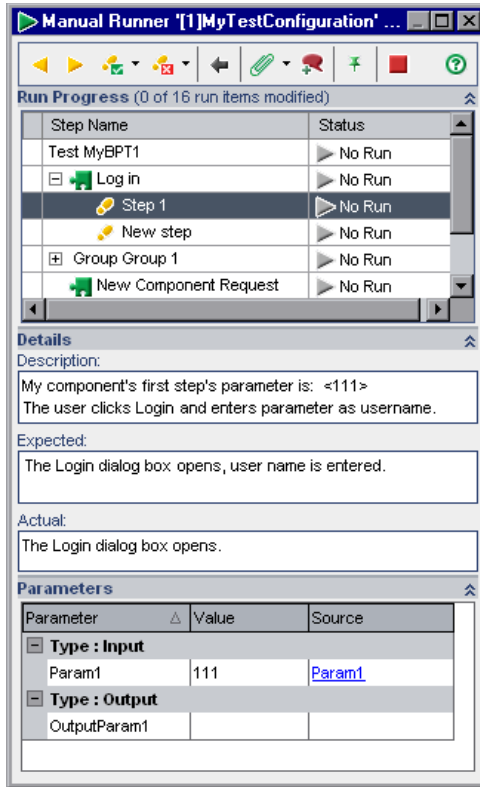 Manual Runner '[1]MyTestConfiguration' ...
Run Progress (0 of 16 run items modified)
Step Name Status
Test MyBPT1 No Run
Log in No Run
Step 1 No Run
New step No Run
Group Group 1 No Run
New Component Request No Run
Details
Description:
My component's first step's parameter is: <111>
The user clicks Login and enters parameter as username.
Expected:
The Login dialog box opens, user name is entered.
Actual:
The Login dialog box opens.
Parameters
Parameter Value Source
Type : Input
Param1 111 Param1
Type : Output
OutputParam1